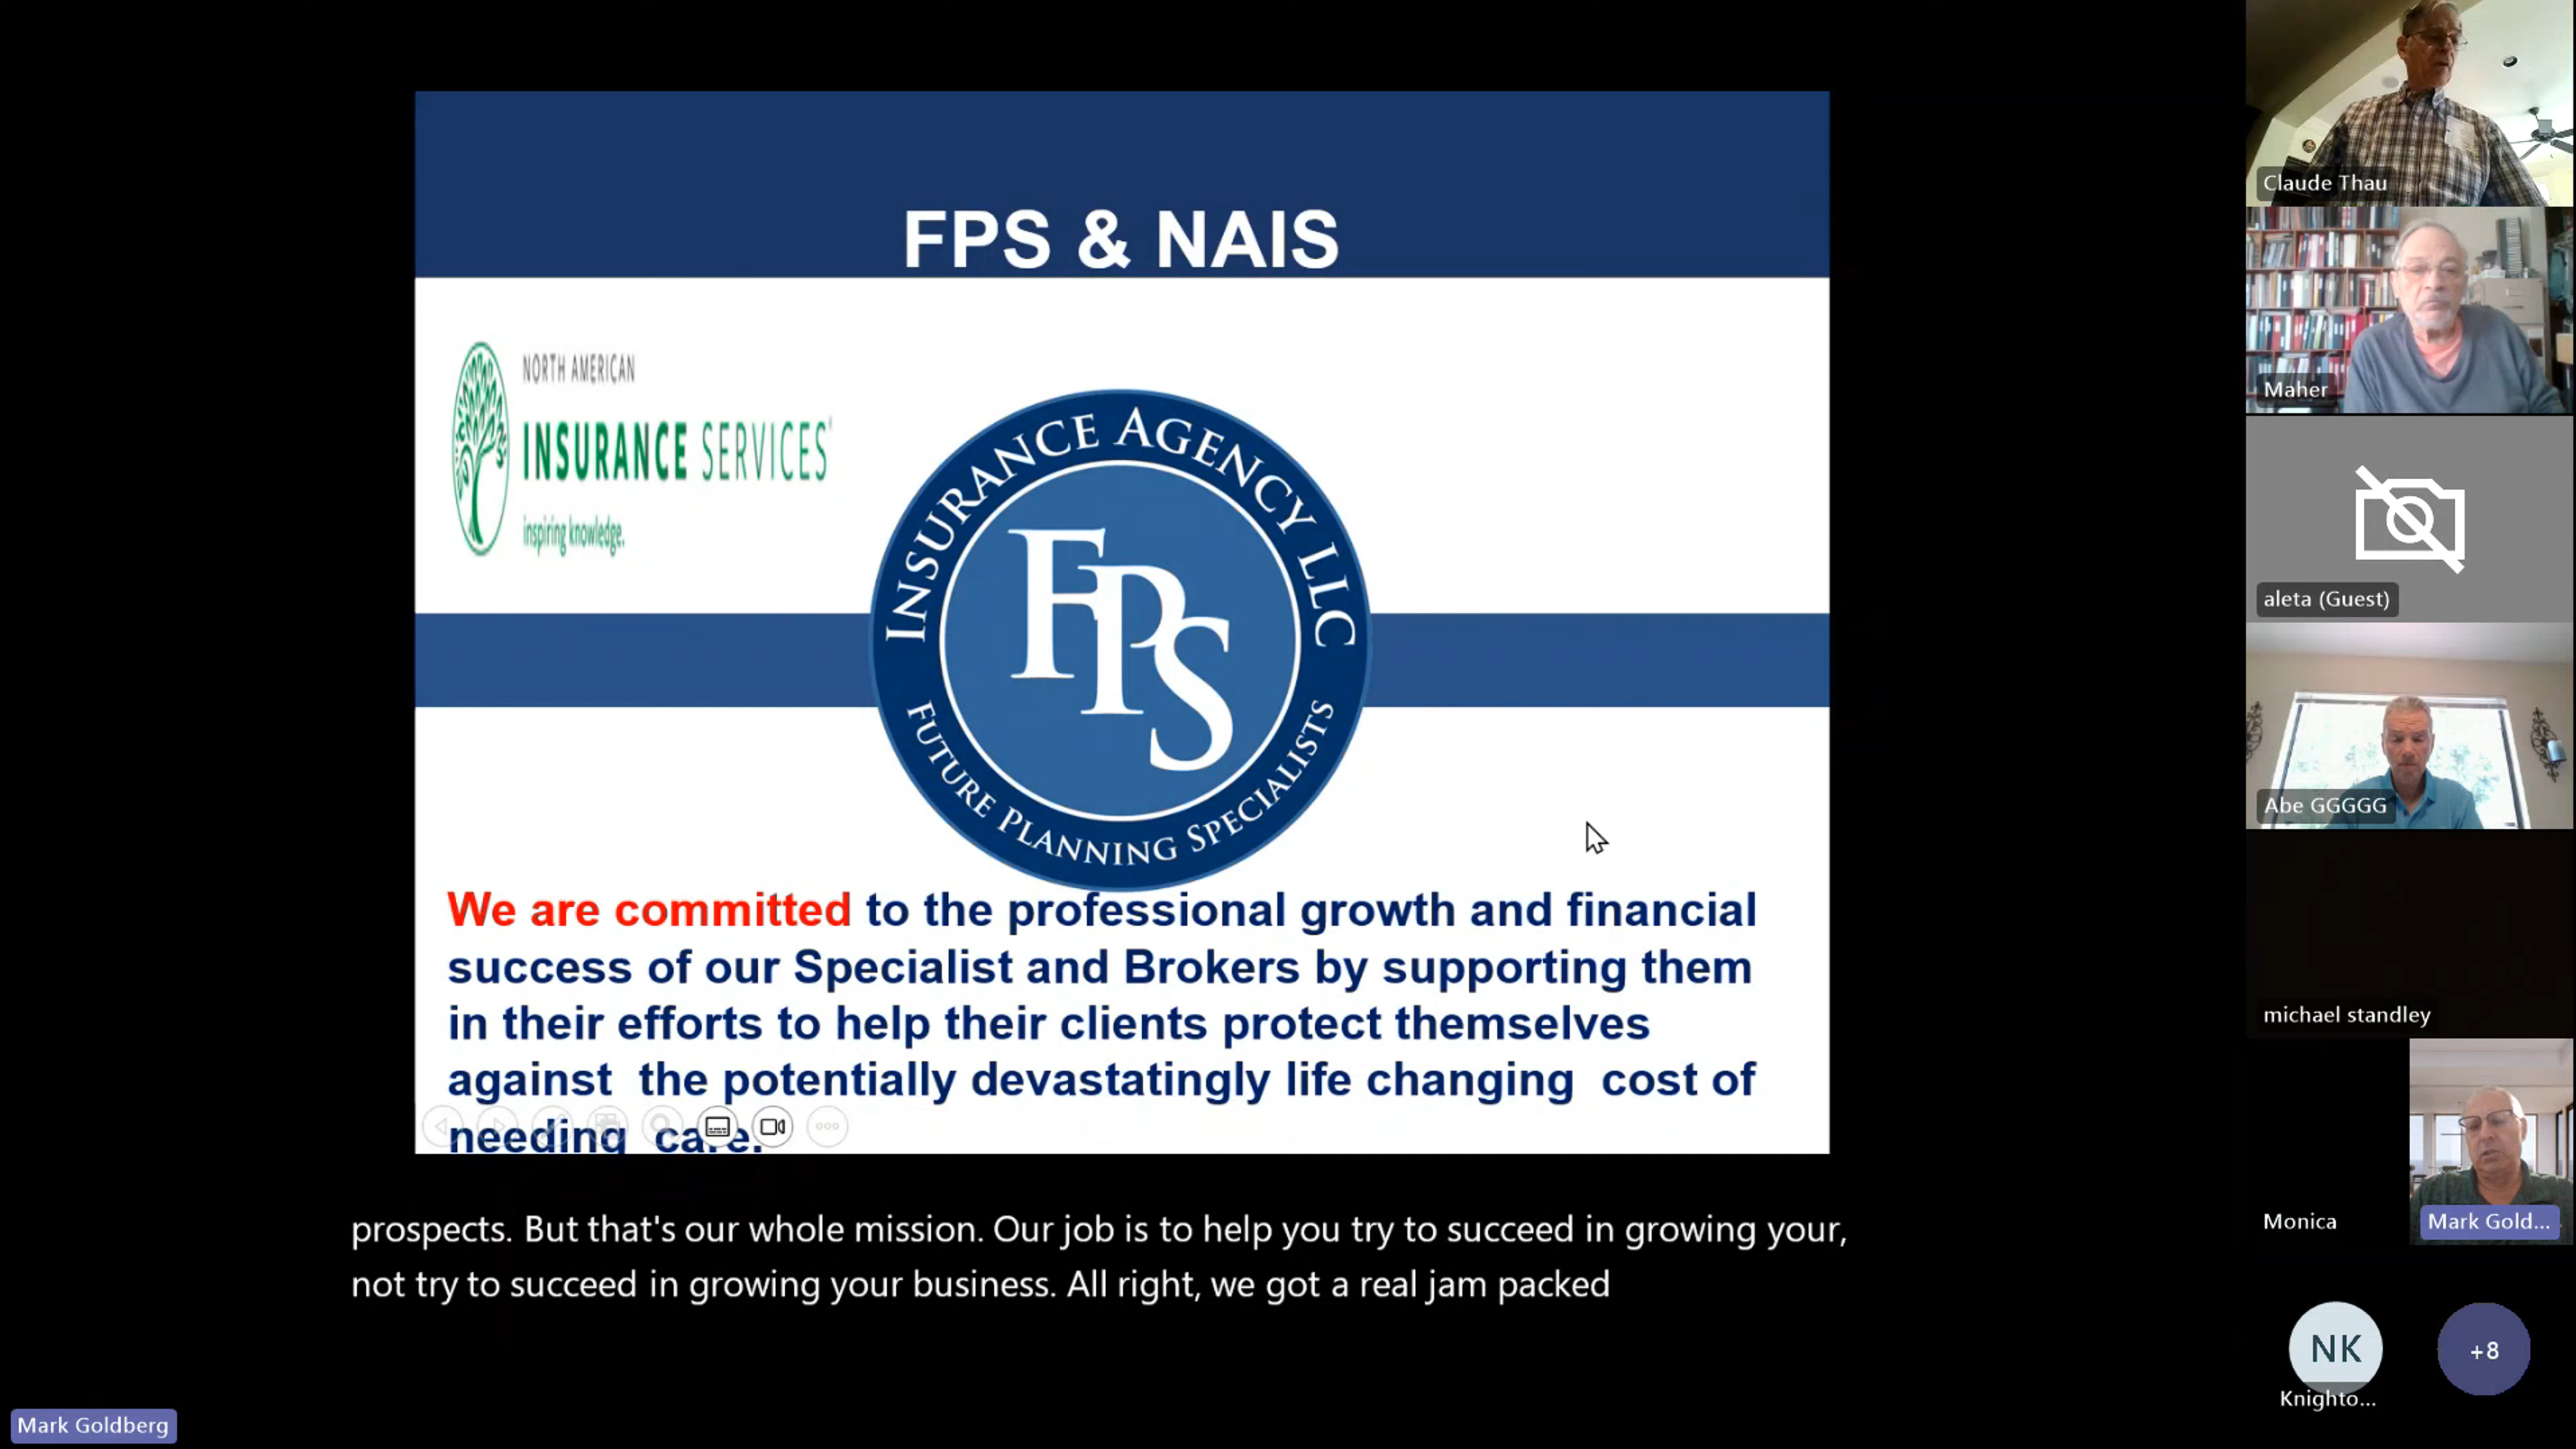 FPS & NAIS
NORTH AMERICAN
INSURANCE SERVICES
inspiring knowledge.
INSURANCE AGENCY LLC
FPS
FUTURE PLANNING SPECIALISTS
We are committed to the professional growth and financial
success of our Specialist and Brokers by supporting them
in their efforts to help their clients protect themselves
against the potentially devastatingly life changing cost of
needing care.
prospects. But that's our whole mission. Our job is to help you try to succeed in growing your,
not try to succeed in growing your business. All right, we got a real jam packed
Mark Goldberg
Claude Thau
Maher
aleta (Guest)
Abe GGGGG
michael standley
Monica
Mark Gold...
NK
Knighto...
+8